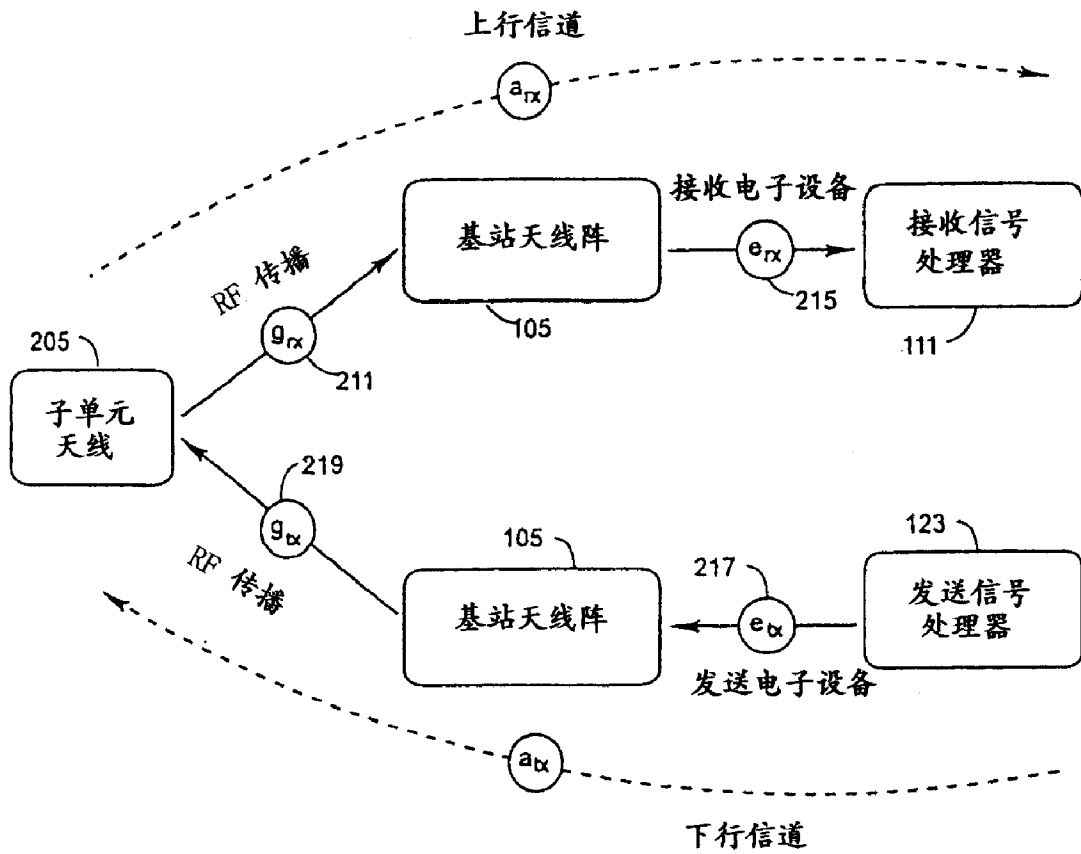 上行信道
a_rx
基站天线阵
接收电子设备
接收信号
处理器
RF 传播
e_rx
215
105
111
205
g_rx
211
子单元
天线
219
g_tx
105
123
217
RF 传播
基站天线阵
e_tx
发送信号
处理器
发送电子设备
a_tx
下行信道